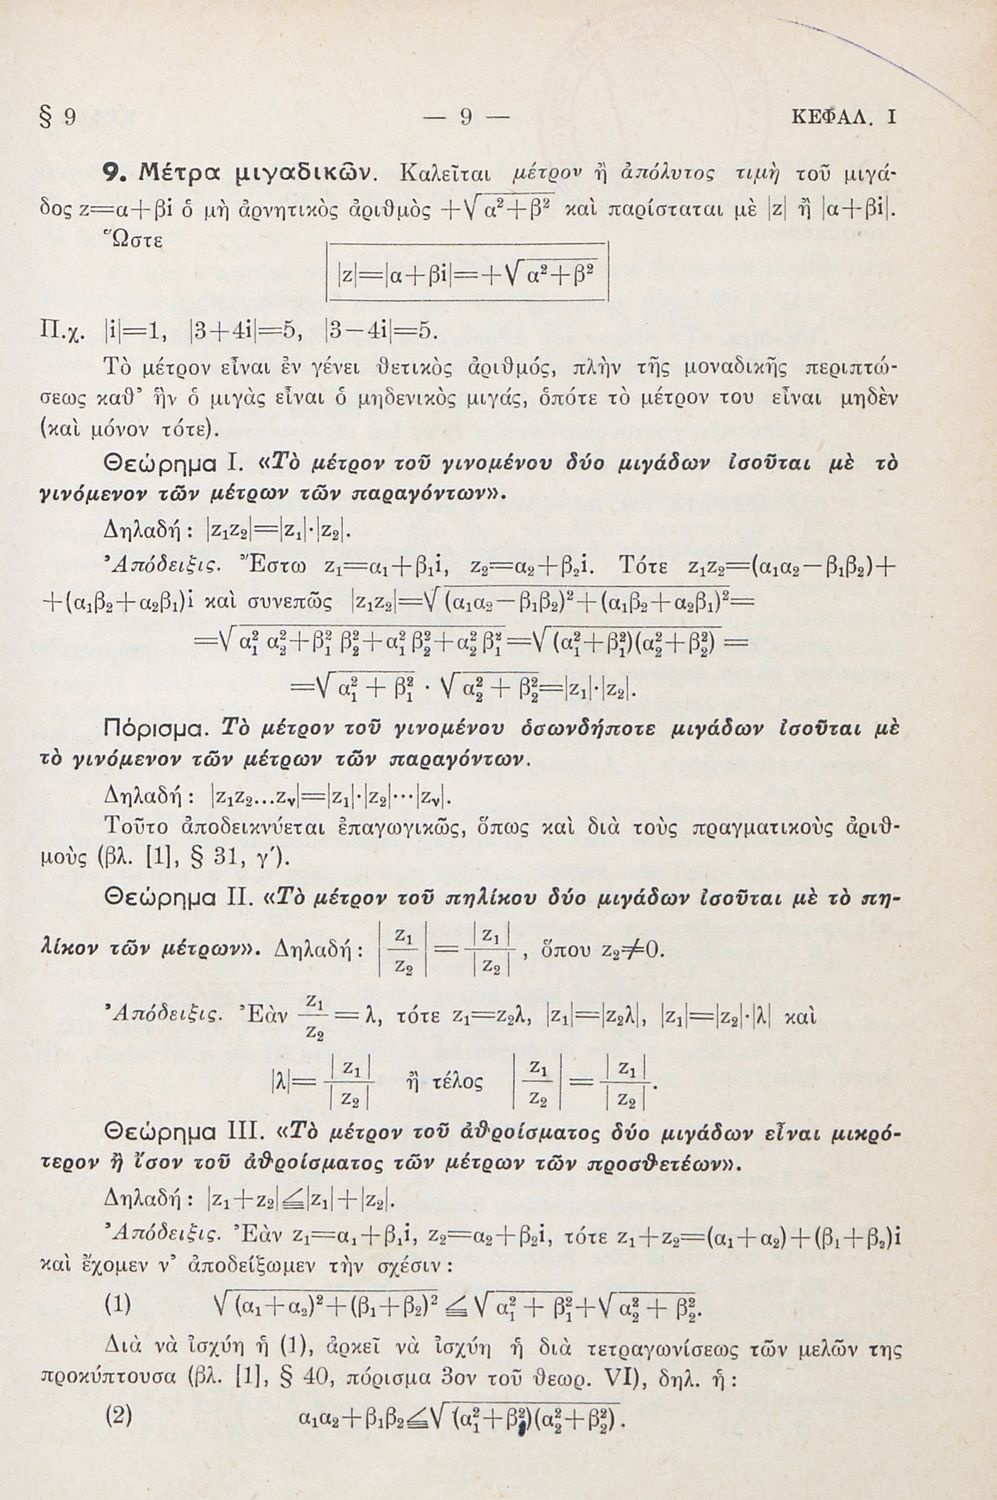 § 9 — 9 — ΚΕΦΑΛ. I
9. Μέτρα μιγαδικῶν. Καλεῖται μέτρον ἢ ἀπόλυτος τιμὴ τοῦ μιγά-
δος z=α+βi ὁ μὴ ἀρνητικὸς ἀριθμὸς +√α²+β² καὶ παρίσταται μὲ |z| ἢ |α+βi|.
Ὥστε
|z|=|α+βi|=+√α²+β²
Π.χ. |i|=1, |3+4i|=5, |3−4i|=5.
Τὸ μέτρον εἶναι ἐν γένει θετικὸς ἀριθμός, πλὴν τῆς μοναδικῆς περιπτώ-
σεως καθ' ἣν ὁ μιγὰς εἶναι ὁ μηδενικὸς μιγάς, ὁπότε τὸ μέτρον του εἶναι μηδὲν
(καὶ μόνον τότε).
Θεώρημα I. «Τὸ μέτρον τοῦ γινομένου δύο μιγάδων ἰσοῦται μὲ τὸ
γινόμενον τῶν μέτρων τῶν παραγόντων».
Δηλαδή : |z₁z₂|=|z₁|·|z₂|.
Ἀπόδειξις. Ἔστω z₁=α₁+β₁i, z₂=α₂+β₂i. Τότε z₁z₂=(α₁α₂−β₁β₂)+
+(α₁β₂+α₂β₁)i καὶ συνεπῶς |z₁z₂|=√(α₁α₂−β₁β₂)²+(α₁β₂+α₂β₁)²=
=√α₁² α₂²+β₁² β₂²+α₁² β₂²+α₂² β₁²=√(α₁²+β₁²)(α₂²+β₂²) =
=√α₁² + β₁² · √α₂² + β₂²=|z₁|·|z₂|.
Πόρισμα. Τὸ μέτρον τοῦ γινομένου ὁσωνδήποτε μιγάδων ἰσοῦται μὲ
τὸ γινόμενον τῶν μέτρων τῶν παραγόντων.
Δηλαδή : |z₁z₂...zᵥ|=|z₁|·|z₂|···|zᵥ|.
Τοῦτο ἀποδεικνύεται ἐπαγωγικῶς, ὅπως καὶ διὰ τοὺς πραγματικοὺς ἀριθ-
μοὺς (βλ. [1], § 31, γ').
Θεώρημα II. «Τὸ μέτρον τοῦ πηλίκου δύο μιγάδων ἰσοῦται μὲ τὸ πη-
λίκον τῶν μέτρων». Δηλαδή : |z₁/z₂| = |z₁|/|z₂| , ὅπου z₂≠0.
Ἀπόδειξις. Ἐὰν z₁/z₂ = λ, τότε z₁=z₂λ, |z₁|=|z₂λ|, |z₁|=|z₂|·|λ| καὶ
|λ|= |z₁|/|z₂| ἢ τέλος |z₁/z₂| = |z₁|/|z₂|.
Θεώρημα III. «Τὸ μέτρον τοῦ ἀθροίσματος δύο μιγάδων εἶναι μικρό-
τερον ἢ ἴσον τοῦ ἀθροίσματος τῶν μέτρων τῶν προσθετέων».
Δηλαδή : |z₁+z₂|≦|z₁|+|z₂|.
Ἀπόδειξις. Ἐὰν z₁=α₁+β₁i, z₂=α₂+β₂i, τότε z₁+z₂=(α₁+α₂)+(β₁+β₂)i
καὶ ἔχομεν ν' ἀποδείξωμεν τὴν σχέσιν :
(1) √(α₁+α₂)²+(β₁+β₂)² ≦ √α₁² + β₁²+√α₂² + β₂².
Διὰ νὰ ἰσχύη ἡ (1), ἀρκεῖ νὰ ἰσχύη ἡ διὰ τετραγωνίσεως τῶν μελῶν της
προκύπτουσα (βλ. [1], § 40, πόρισμα 3ον τοῦ θεωρ. VI), δηλ. ἡ :
(2) α₁α₂+β₁β₂≦√(α₁²+β₁²)(α₂²+β₂²) .